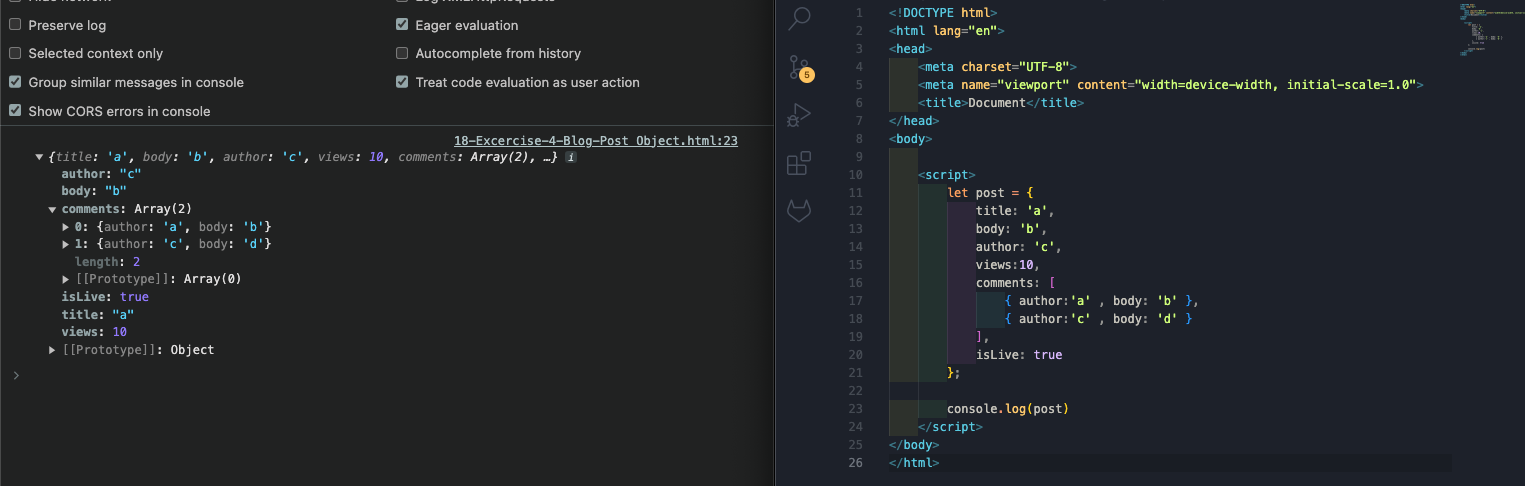 Preserve log
Eager evaluation
Selected context only
Autocomplete from history
Group similar messages in console
Treat code evaluation as user action
Show CORS errors in console
18-Excercise-4-Blog-Post Object.html:23
{title: 'a', body: 'b', author: 'c', views: 10, comments: Array(2), …} i
author: "c"
body: "b"
comments: Array(2)
0: {author: 'a', body: 'b'}
1: {author: 'c', body: 'd'}
length: 2
[[Prototype]]: Array(0)
isLive: true
title: "a"
views: 10
[[Prototype]]: Object
5
1 <!DOCTYPE html>
2 <html lang="en">
3 <head>
4 <meta charset="UTF-8">
5 <meta name="viewport" content="width=device-width, initial-scale=1.0">
6 <title>Document</title>
7 </head>
8 <body>
9
10 <script>
11 let post = {
12 title: 'a',
13 body: 'b',
14 author: 'c',
15 views:10,
16 comments: [
17 { author:'a' , body: 'b' },
18 { author:'c' , body: 'd' }
19 ],
20 isLive: true
21 };
22
23 console.log(post)
24 </script>
25 </body>
26 </html>